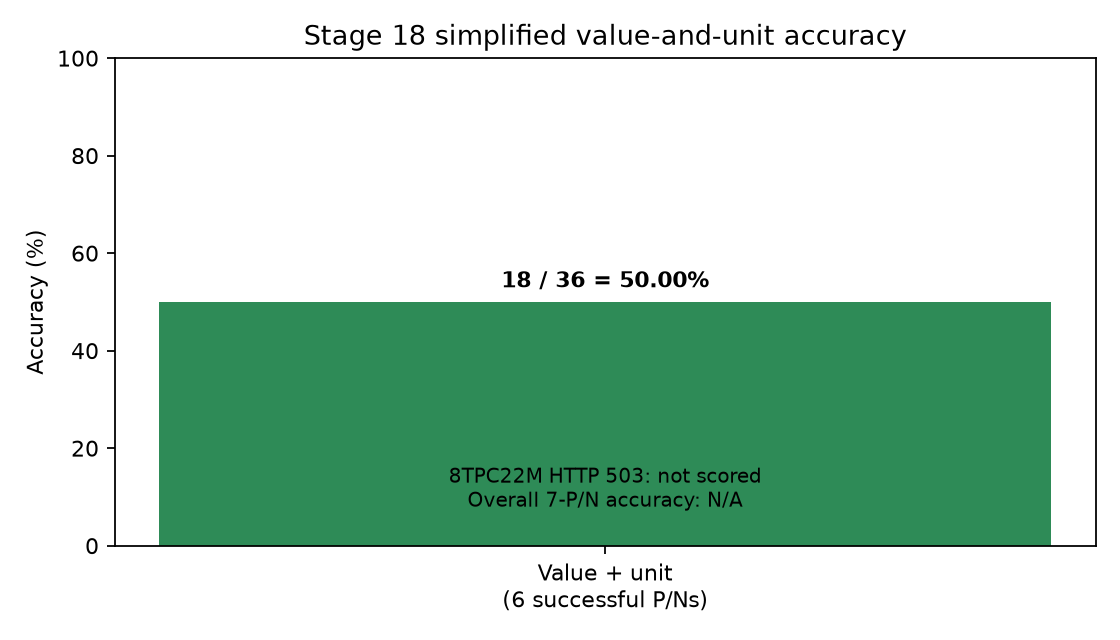 Stage 18 simplified value-and-unit accuracy
100
80
60
40
20
0
Accuracy (%)
18 / 36 = 50.00%
8TPC22M HTTP 503: not scored
Overall 7-P/N accuracy: N/A
Value + unit
(6 successful P/Ns)